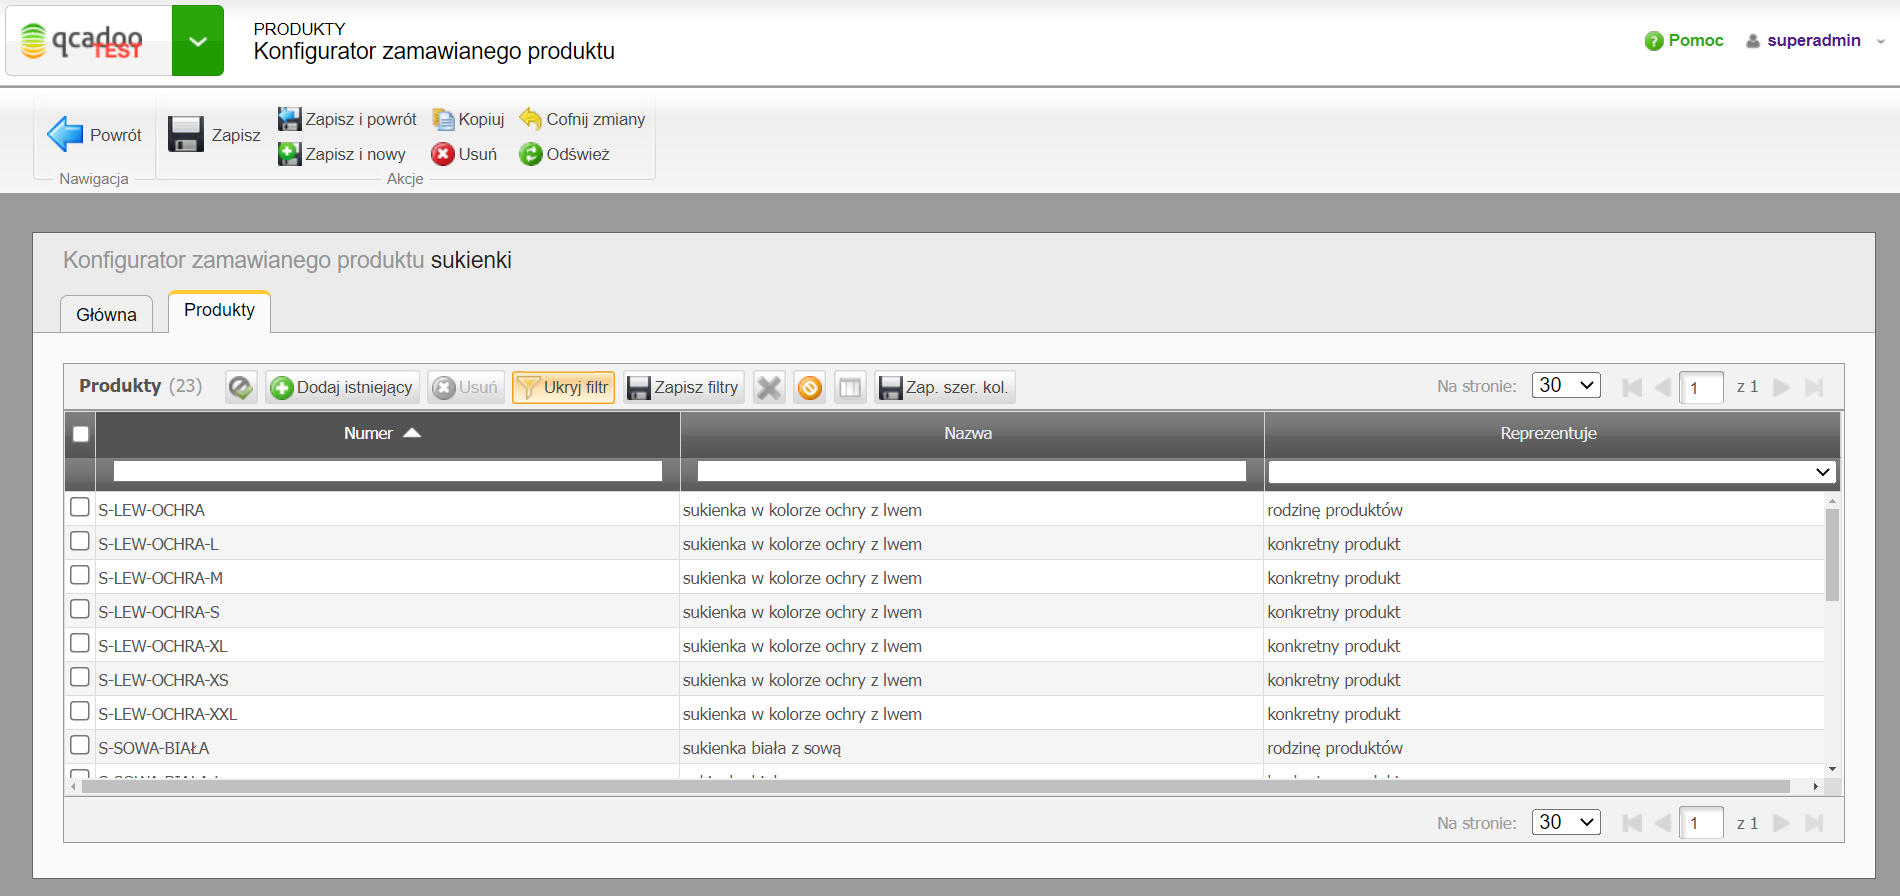 qcadoo TEST
PRODUKTY
Konfigurator zamawianego produktu
Pomoc superadmin
Powrót
Nawigacja
Zapisz
Zapisz i powrót
Kopiuj
Cofnij zmiany
Zapisz i nowy
Usuń
Odśwież
Akcje
Konfigurator zamawianego produktu sukienki
Główna
Produkty
Produkty (23) Dodaj istniejący Usuń Ukryj filtr Zapisz filtry Zap. szer. kol. Na stronie: 30 1 z 1
Numer Nazwa Reprezentuje
S-LEW-OCHRA sukienka w kolorze ochry z lwem rodzinę produktów
S-LEW-OCHRA-L sukienka w kolorze ochry z lwem konkretny produkt
S-LEW-OCHRA-M sukienka w kolorze ochry z lwem konkretny produkt
S-LEW-OCHRA-S sukienka w kolorze ochry z lwem konkretny produkt
S-LEW-OCHRA-XL sukienka w kolorze ochry z lwem konkretny produkt
S-LEW-OCHRA-XS sukienka w kolorze ochry z lwem konkretny produkt
S-LEW-OCHRA-XXL sukienka w kolorze ochry z lwem konkretny produkt
S-SOWA-BIAŁA sukienka biała z sową rodzinę produktów
Na stronie: 30 1 z 1